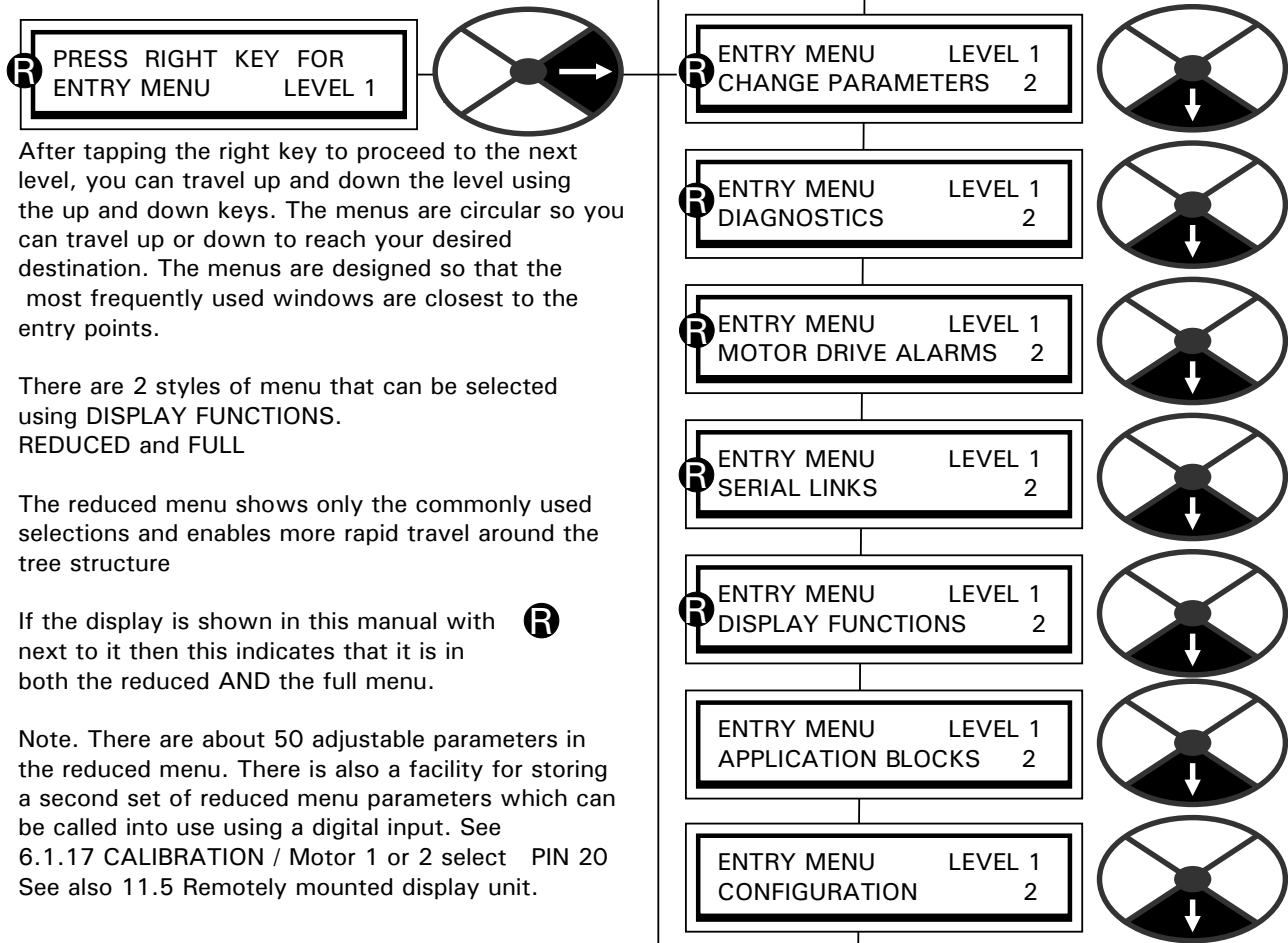 R
PRESS RIGHT KEY FOR
ENTRY MENU LEVEL 1
After tapping the right key to proceed to the next
level, you can travel up and down the level using
the up and down keys. The menus are circular so you
can travel up or down to reach your desired
destination. The menus are designed so that the
most frequently used windows are closest to the
entry points.
There are 2 styles of menu that can be selected
using DISPLAY FUNCTIONS.
REDUCED and FULL
The reduced menu shows only the commonly used
selections and enables more rapid travel around the
tree structure
If the display is shown in this manual with R
next to it then this indicates that it is in
both the reduced AND the full menu.
Note. There are about 50 adjustable parameters in
the reduced menu. There is also a facility for storing
a second set of reduced menu parameters which can
be called into use using a digital input. See
6.1.17 CALIBRATION / Motor 1 or 2 select PIN 20
See also 11.5 Remotely mounted display unit.
R
ENTRY MENU LEVEL 1
CHANGE PARAMETERS 2
R
ENTRY MENU LEVEL 1
DIAGNOSTICS 2
R
ENTRY MENU LEVEL 1
MOTOR DRIVE ALARMS 2
R
ENTRY MENU LEVEL 1
SERIAL LINKS 2
R
ENTRY MENU LEVEL 1
DISPLAY FUNCTIONS 2
ENTRY MENU LEVEL 1
APPLICATION BLOCKS 2
ENTRY MENU LEVEL 1
CONFIGURATION 2